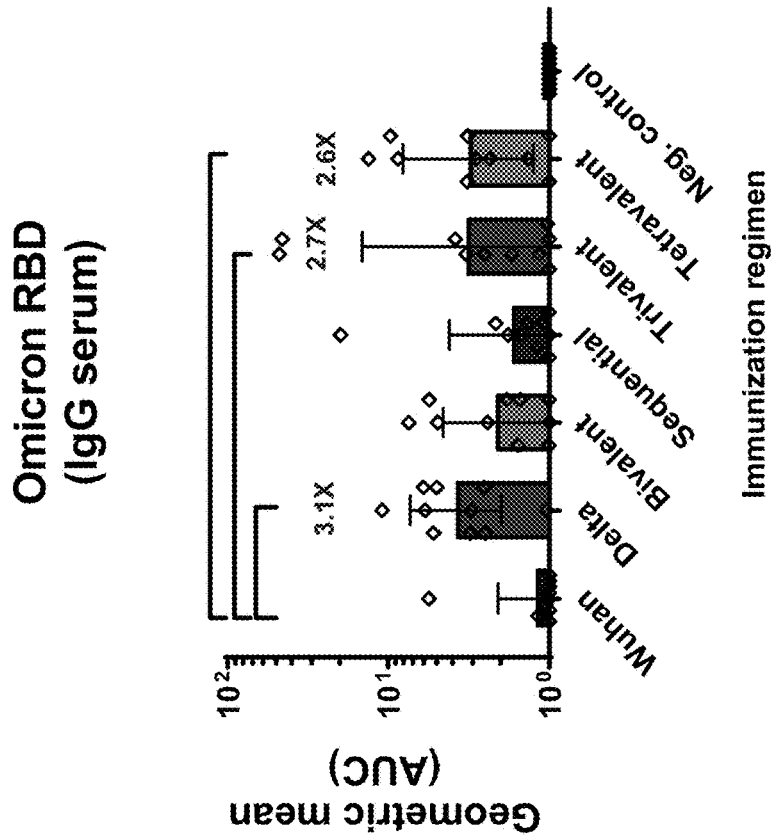 Omicron RBD
(IgG serum)
3.1X
2.7X
2.6X
10²
10¹
10⁰
Geometric mean
(AUC)
Wuhan
Delta
Bivalent
Sequential
Trivalent
Tetravalent
Neg. control
Immunization regimen